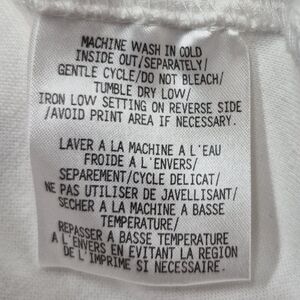 MACHINE WASH IN COLD
INSIDE OUT/SEPARATELY/
GENTLE CYCLE/DO NOT BLEACH/
TUMBLE DRY LOW/
IRON LOW SETTING ON REVERSE SIDE
/AVOID PRINT AREA IF NECESSARY.
LAVER A LA MACHINE A L'EAU
FROIDE A L'ENVERS/
SEPAREMENT/CYCLE DELICAT/
NE PAS UTILISER DE JAVELLISANT/
SECHER A LA MACHINE A BASSE
TEMPERATURE/
REPASSER A BASSE TEMPERATURE
A L'ENVERS EN EVITANT LA REGION
DE L'IMPRIME SI NECESSAIRE.